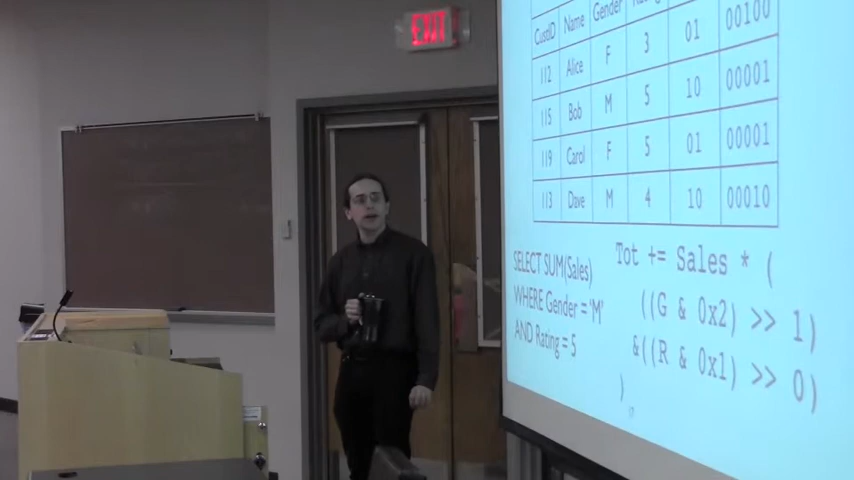 EXIT
CustID Name Gender
112 Alice F 3 01 00100
115 Bob M 5 10 00001
119 Carol F 5 01 00001
113 Dave M 4 10 00010
SELECT SUM(Sales)
WHERE Gender = 'M'
AND Rating = 5
Tot += Sales * (
((G & 0x2) >> 1)
&((R & 0x1) >> 0)
)